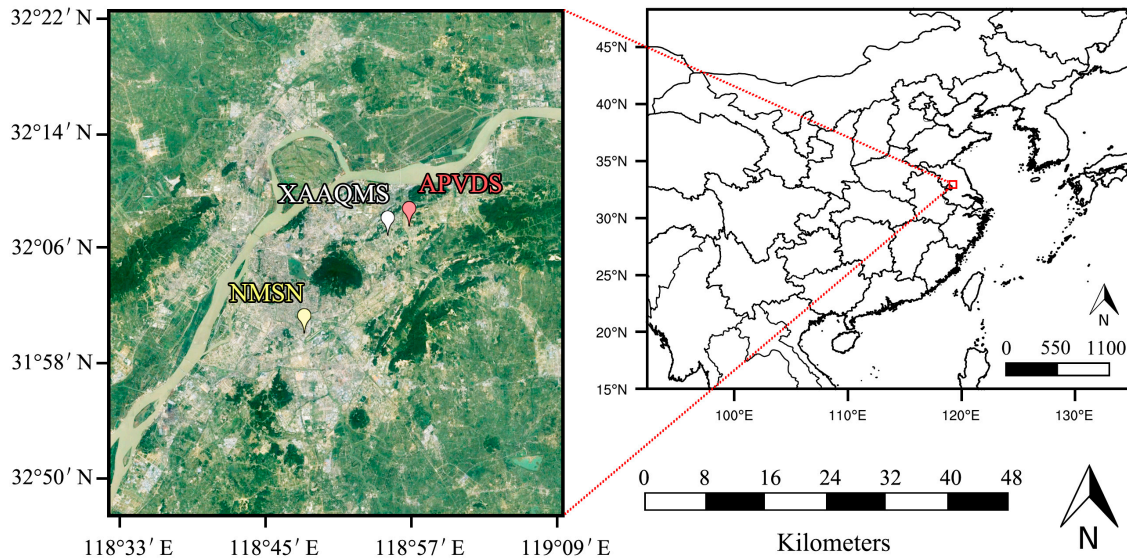 32°22′ N
32°14′ N
32°06′ N
31°58′ N
32°50′ N
118°33′ E
118°45′ E
118°57′ E
119°09′ E
XAAQMS
APVDS
NMSN
45°N
40°N
35°N
30°N
25°N
20°N
15°N
100°E
110°E
120°E
130°E
N
0 550 1100
0 8 16 24 32 40 48
Kilometers
N